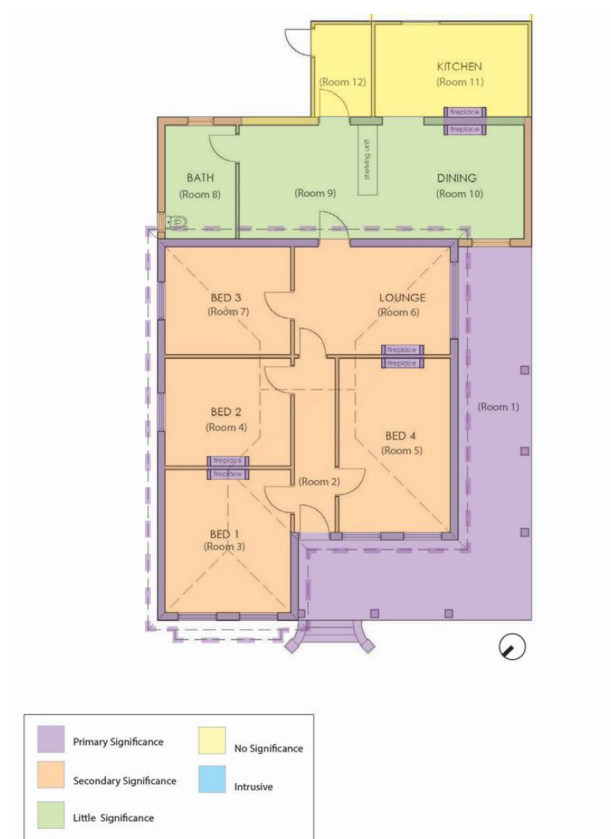 KITCHEN
(Room 12)
(Room 11)
fireplace
fireplace
shelving unit
BATH
(Room 8)
(Room 9)
DINING
(Room 10)
BED 3
(Room 7)
LOUNGE
(Room 6)
fireplace
fireplace
BED 2
(Room 4)
(Room 1)
BED 4
(Room 5)
fireplace
fireplace
(Room 2)
BED 1
(Room 3)
Primary Significance
No Significance
Secondary Significance
Intrusive
Little Significance